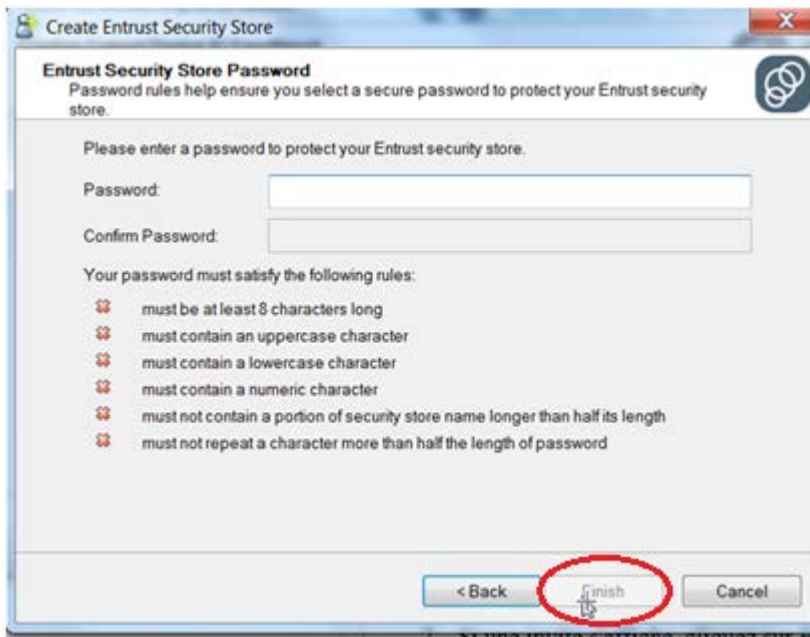 Create Entrust Security Store
Entrust Security Store Password
Password rules help ensure you select a secure password to protect your Entrust security
store.
Please enter a password to protect your Entrust security store.
Password:
Confirm Password:
Your password must satisfy the following rules:
must be at least 8 characters long
must contain an uppercase character
must contain a lowercase character
must contain a numeric character
must not contain a portion of security store name longer than half its length
must not repeat a character more than half the length of password
< Back
Finish
Cancel